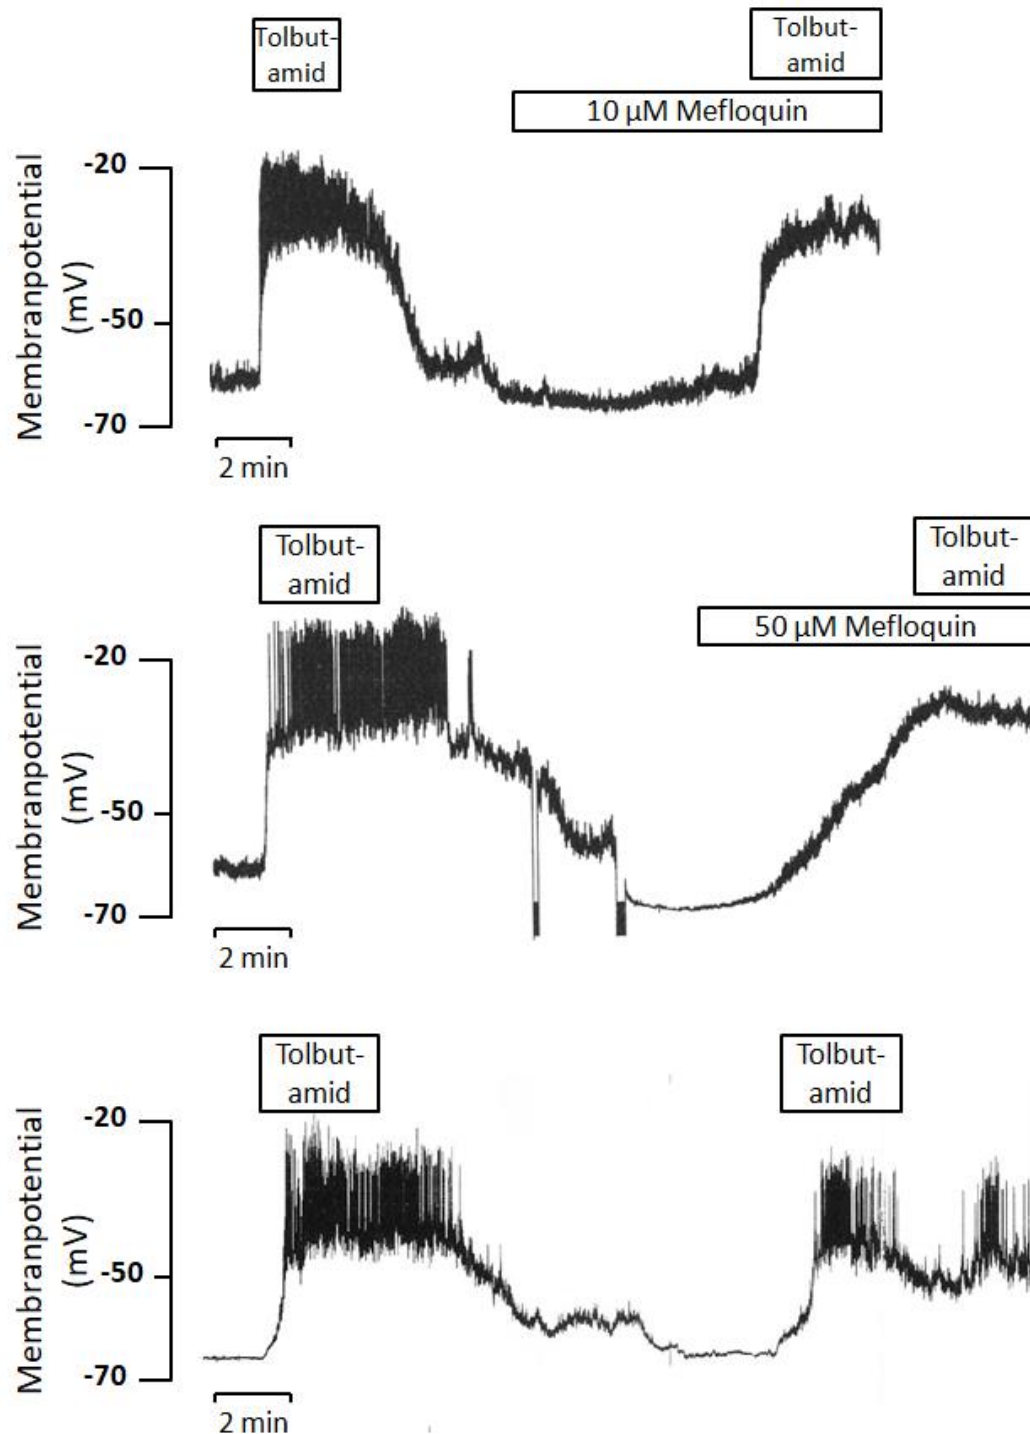 Tolbut-
amid
Tolbut-
amid
10 µM Mefloquin
Membranpotential
(mV)
-20
-50
-70
2 min
Tolbut-
amid
Tolbut-
amid
50 µM Mefloquin
Membranpotential
(mV)
-20
-50
-70
2 min
Tolbut-
amid
Tolbut-
amid
Membranpotential
(mV)
-20
-50
-70
2 min